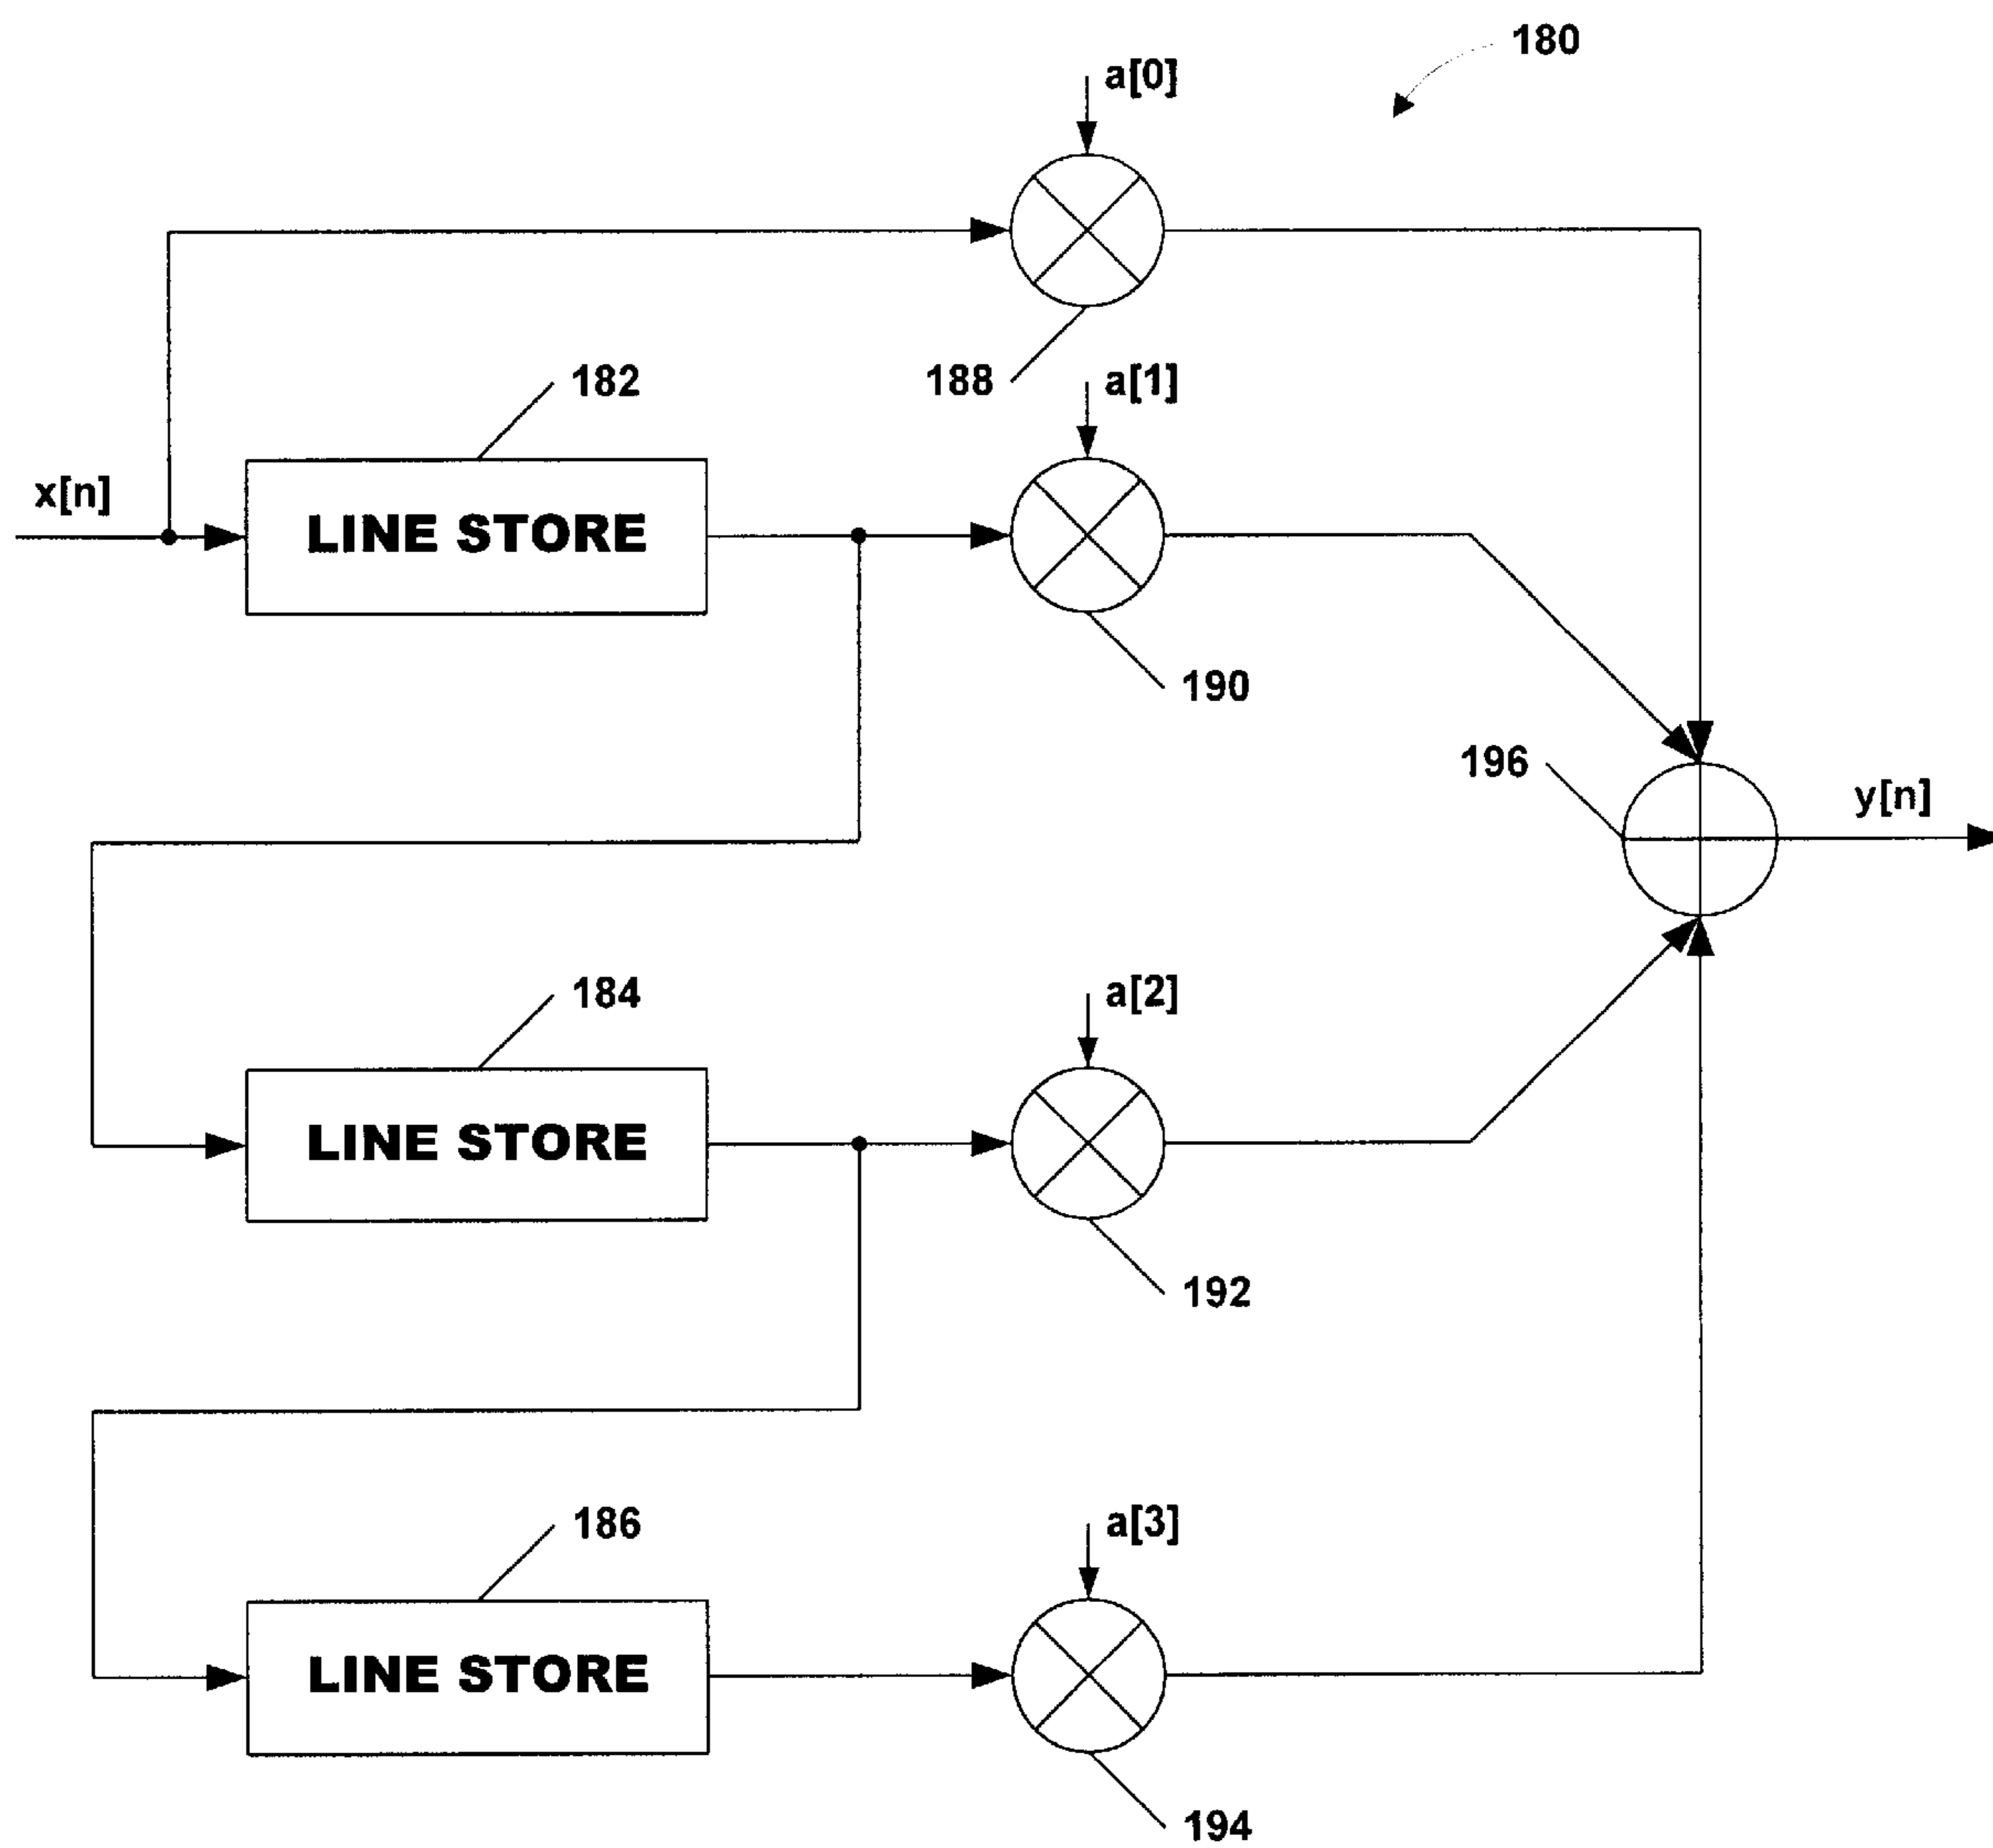 180
a[0]
188
a[1]
182
x[n]
LINE STORE
190
196
y[n]
184
a[2]
LINE STORE
192
186
a[3]
LINE STORE
194